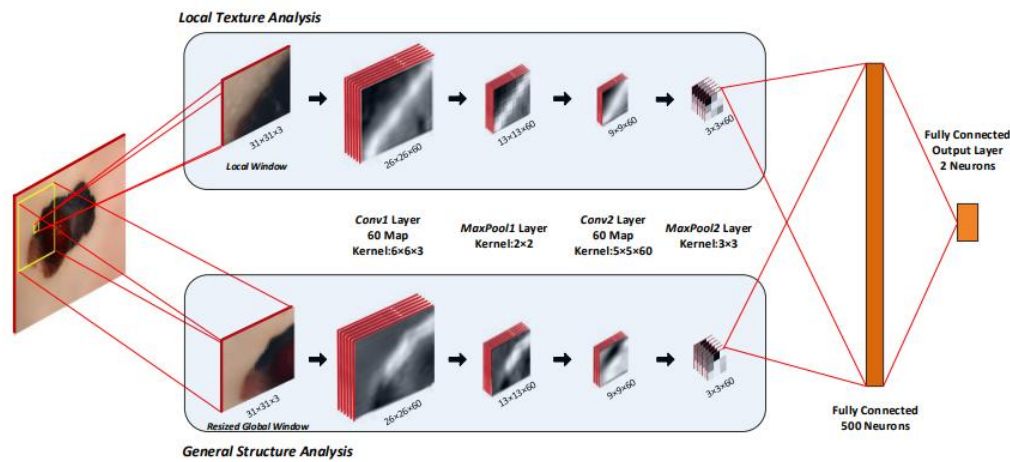 Local Texture Analysis
31×31×3
Local Window
26×26×60
13×13×60
9×9×60
3×3×60
Fully Connected
Output Layer
2 Neurons
Conv1 Layer
60 Map
Kernel:6×6×3
MaxPool1 Layer
Kernel:2×2
Conv2 Layer
60 Map
Kernel:5×5×60
MaxPool2 Layer
Kernel:3×3
31×31×3
Resized Global Window
26×26×60
13×13×60
9×9×60
3×3×60
Fully Connected
500 Neurons
General Structure Analysis